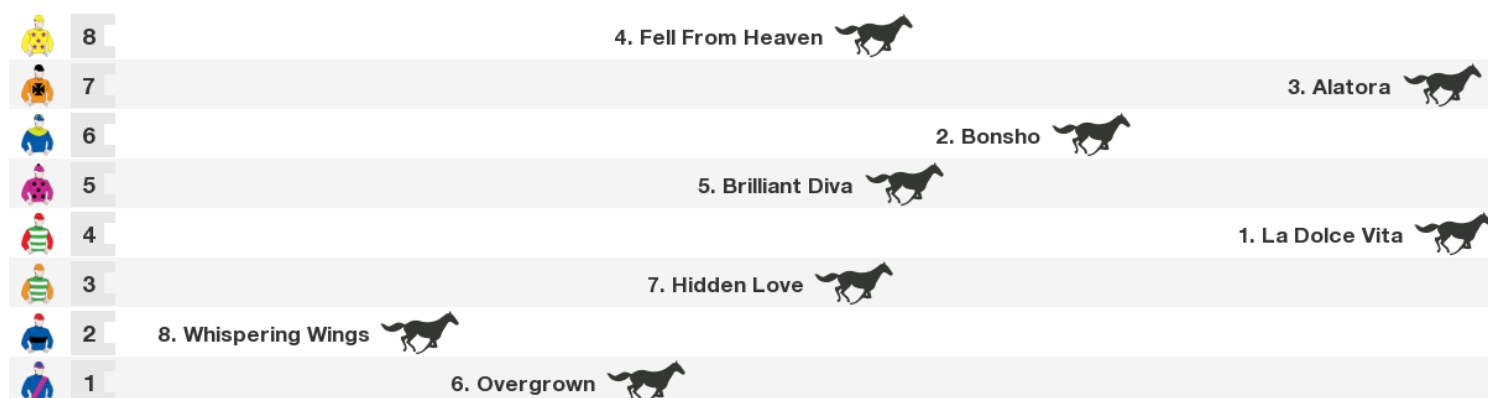 8 4. Fell From Heaven
7 3. Alatora
6 2. Bonsho
5 5. Brilliant Diva
4 1. La Dolce Vita
3 7. Hidden Love
2 8. Whispering Wings
1 6. Overgrown